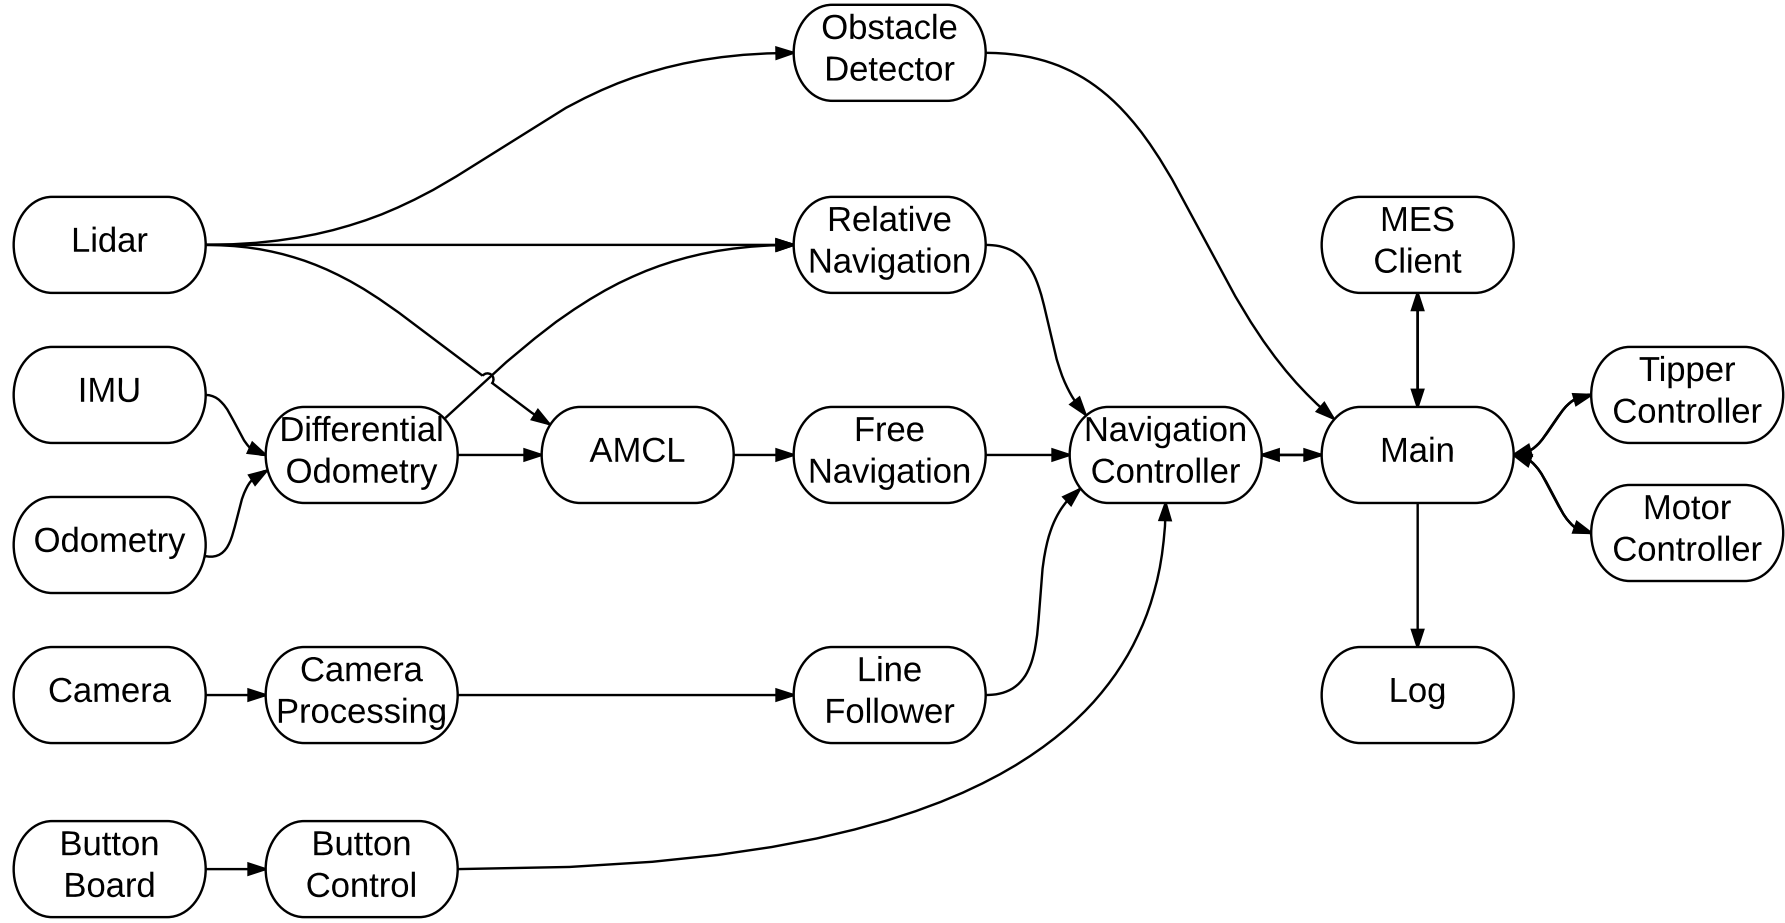 Obstacle
Detector
Lidar
Relative
Navigation
MES
Client
IMU
Tipper
Controller
Differential
Odometry
AMCL
Free
Navigation
Navigation
Controller
Main
Odometry
Motor
Controller
Camera
Camera
Processing
Line
Follower
Log
Button
Board
Button
Control